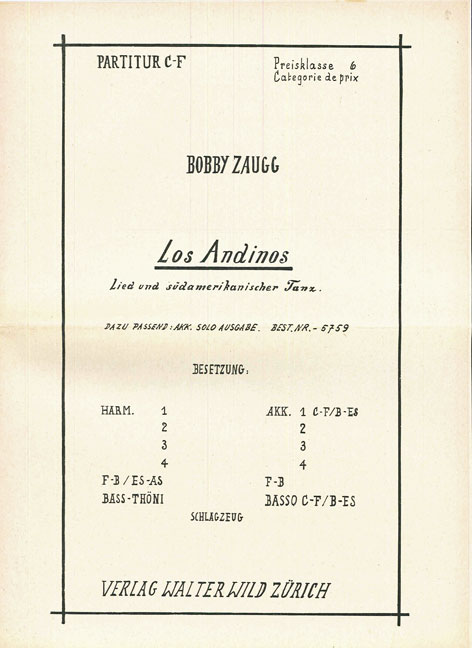 PARTITUR C-F
Preisklasse 6
Categorie de prix
BOBBY ZAUGG
Los Andinos
Lied und südamerikanischer Tanz.
DAZU PASSEND: AKK. SOLO AUSGABE. BEST. NR. - 5759
BESETZUNG:
HARM. 1 AKK. 1 C-F/B-ES
2 2
3 3
4 4
F-B/ES-AS F-B
BASS-THÖNI BASSO C-F/B-ES
SCHLAGZEUG
VERLAG WALTER WILD ZÜRICH